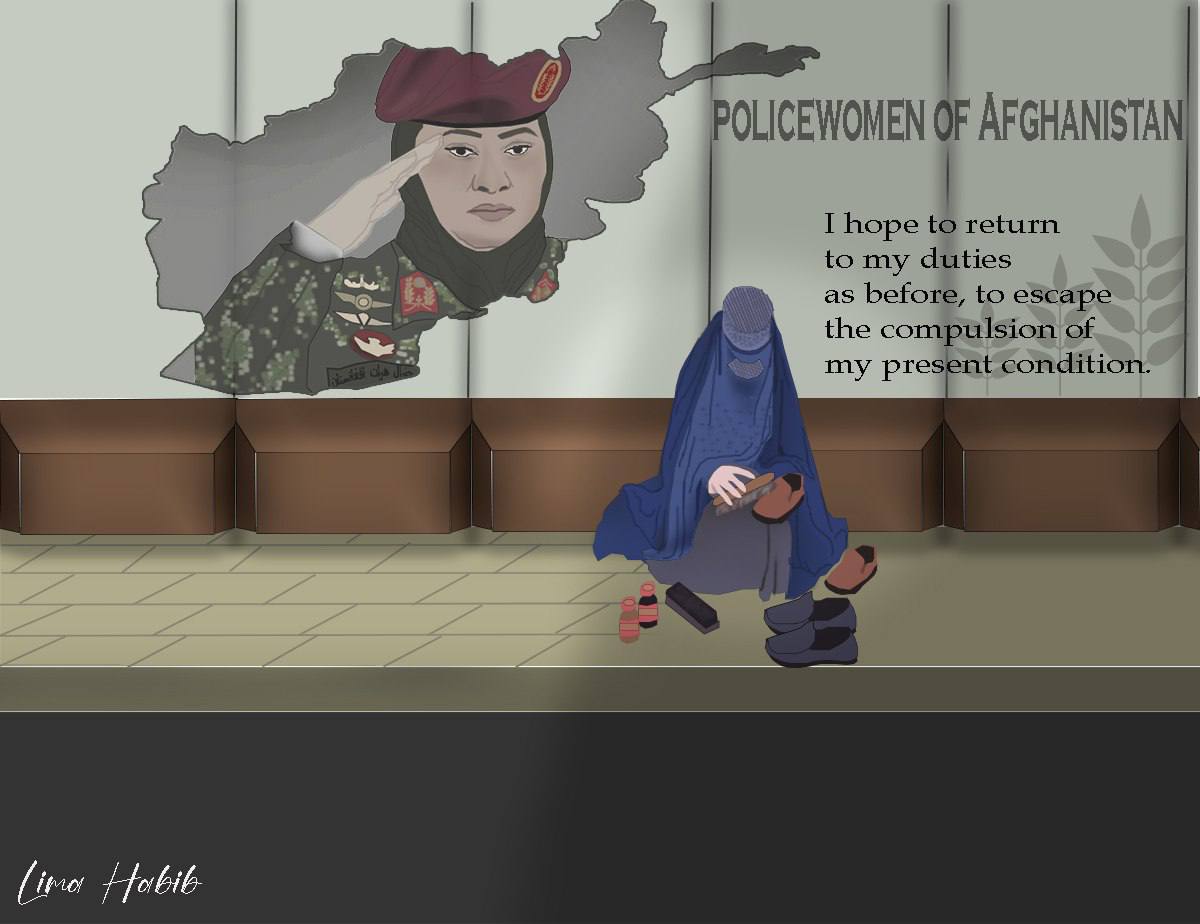 POLICEWOMEN OF AFGHANISTAN
I hope to return
to my duties
as before, to escape
the compulsion of
my present condition.
Lima Habib